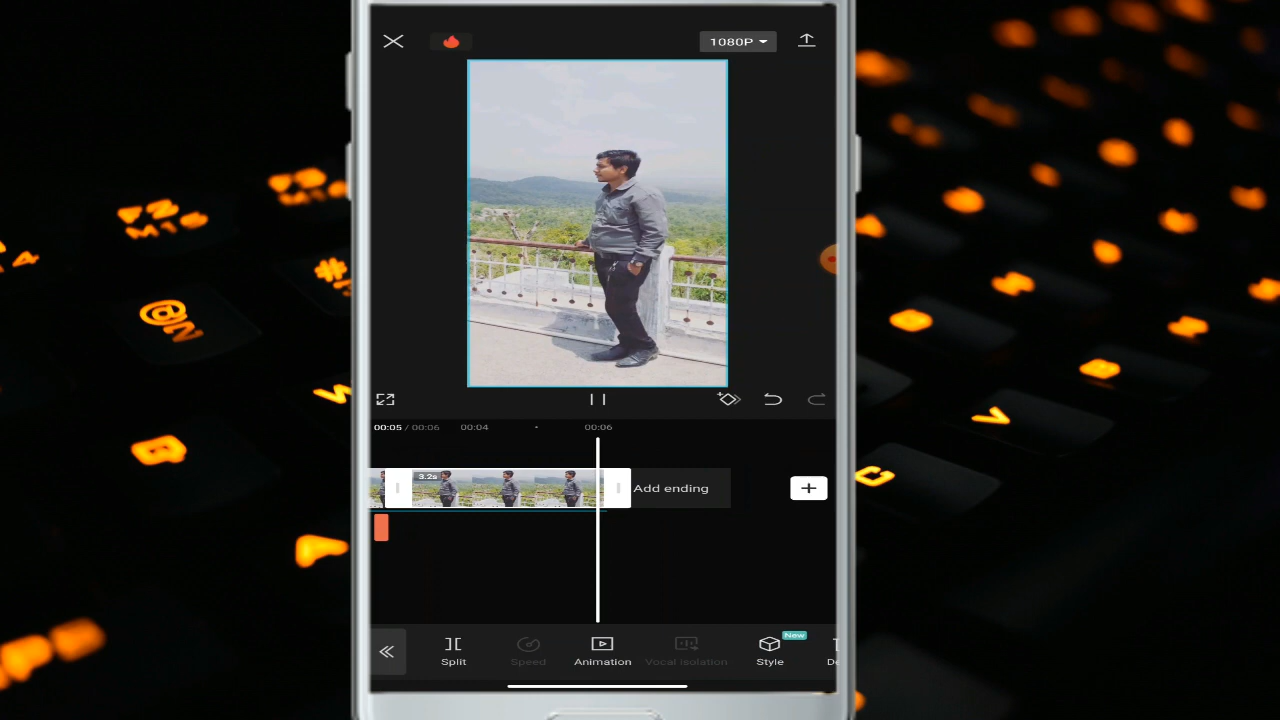 1080P
00:05 / 00:06 00:04 00:06
3.2s
Add ending
New
Split Speed Animation Vocal isolation Style